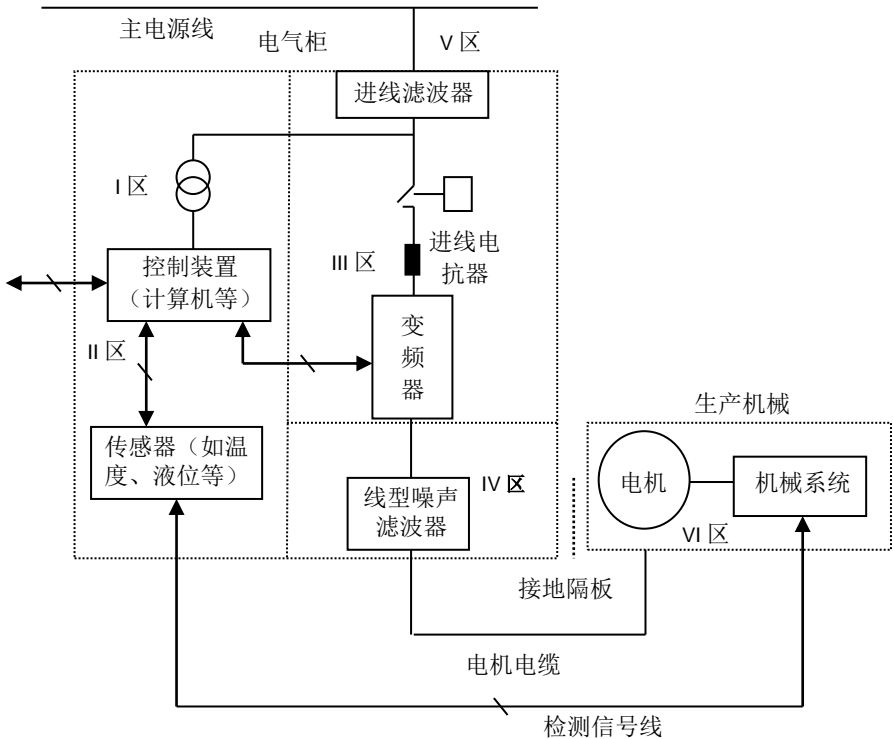 主电源线
电气柜
V 区
进线滤波器
I 区
III 区
进线电
抗器
控制装置
（计算机等）
变
频
器
II 区
生产机械
传感器（如温
度、液位等）
IV 区
线型噪声
滤波器
电机
机械系统
VI 区
接地隔板
电机电缆
检测信号线